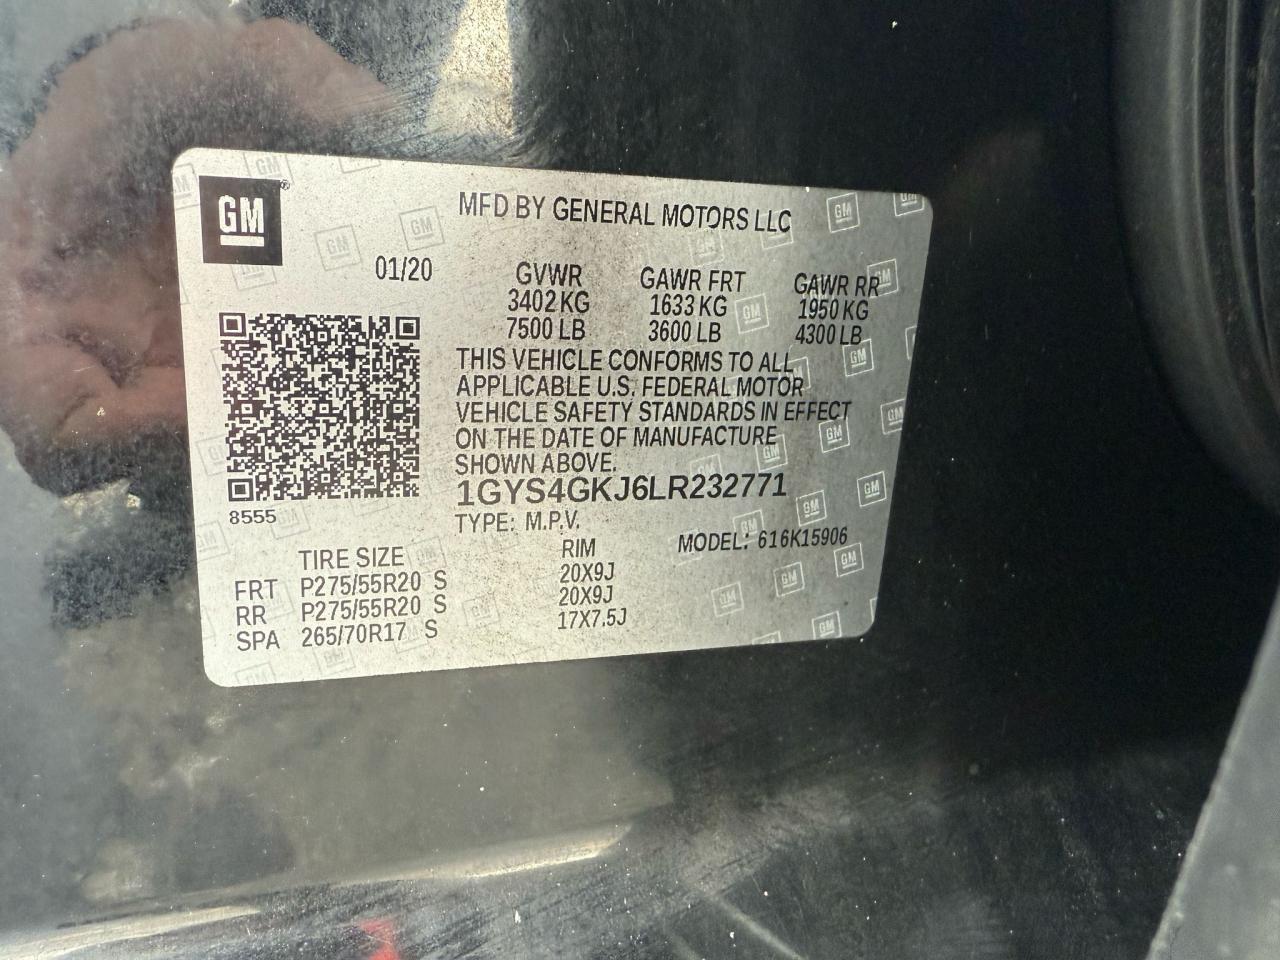 GM
MFD BY GENERAL MOTORS LLC
01/20
GVWR GAWR FRT GAWR RR
3402 KG 1633 KG 1950 KG
7500 LB 3600 LB 4300 LB
THIS VEHICLE CONFORMS TO ALL
APPLICABLE U.S. FEDERAL MOTOR
VEHICLE SAFETY STANDARDS IN EFFECT
ON THE DATE OF MANUFACTURE
SHOWN ABOVE.
1GYS4GKJ6LR232771
8555
TYPE: M.P.V.
MODEL: 616K15906
TIRE SIZE RIM
FRT P275/55R20 S 20X9J
RR P275/55R20 S 20X9J
SPA 265/70R17 S 17X7.5J